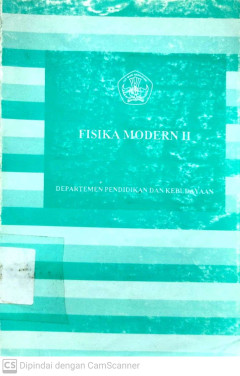 FISIKA MODERN II
DEPARTEMEN PENDIDIKAN DAN KEBUDAYAAN
CS Dipindai dengan CamScanner